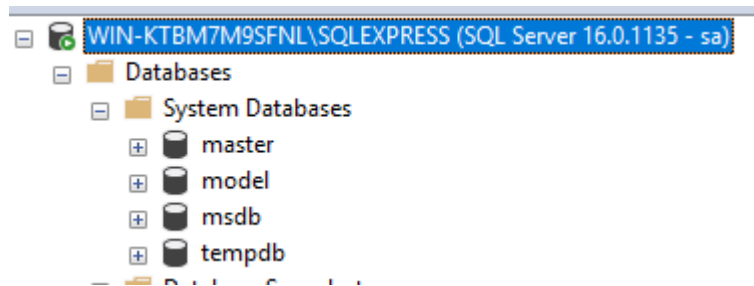 WIN-KTBM7M9SFNL\SQLEXPRESS (SQL Server 16.0.1135 - sa)
Databases
System Databases
master
model
msdb
tempdb